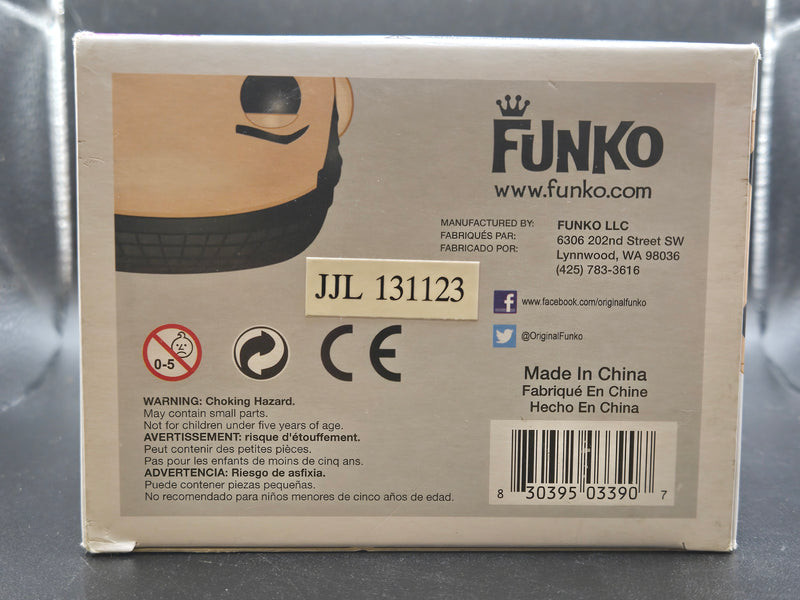 FUNKO
www.funko.com
MANUFACTURED BY:
FABRIQUÉS PAR:
FABRICADO POR:
FUNKO LLC
6306 202nd Street SW
Lynnwood, WA 98036
(425) 783-3616
JJL 131123
f www.facebook.com/originalfunko
@OriginalFunko
0-5
CE
Made In China
Fabriqué En Chine
Hecho En China
WARNING: Choking Hazard.
May contain small parts.
Not for children under five years of age.
AVERTISSEMENT: risque d'étouffement.
Peut contenir des petites pièces.
Pas pour les enfants de moins de cinq ans.
ADVERTENCIA: Riesgo de asfixia.
Puede contener piezas pequeñas.
No recomendado para niños menores de cinco años de edad.
8 30395 03390 7